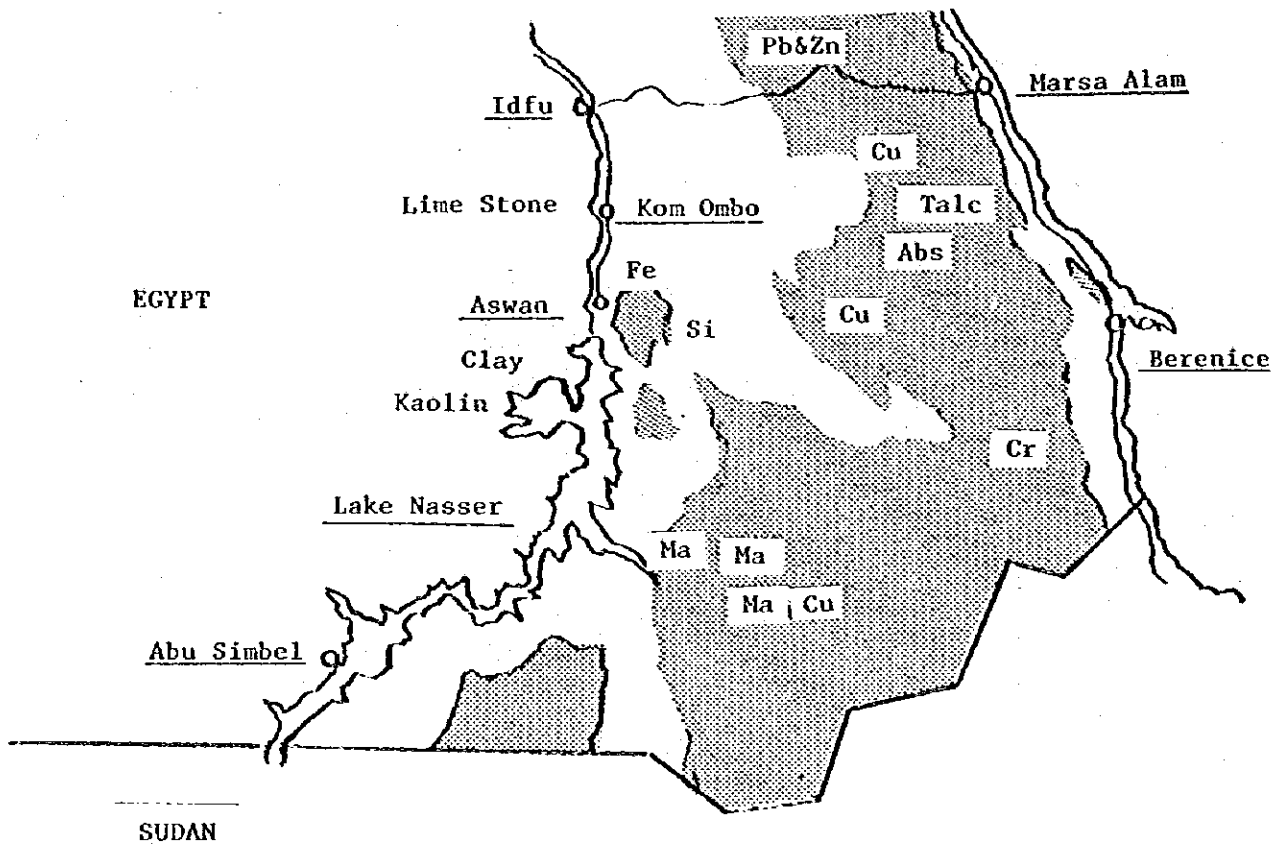 Pb&Zn
Marsa Alam
Idfu
Cu
Lime Stone
Kom Ombo
Talc
Abs
Fe
EGYPT
Aswan
Si
Cu
Clay
Berenice
Kaolin
Cr
Lake Nasser
Ma
Ma
Ma
Cu
Abu Simbel
SUDAN